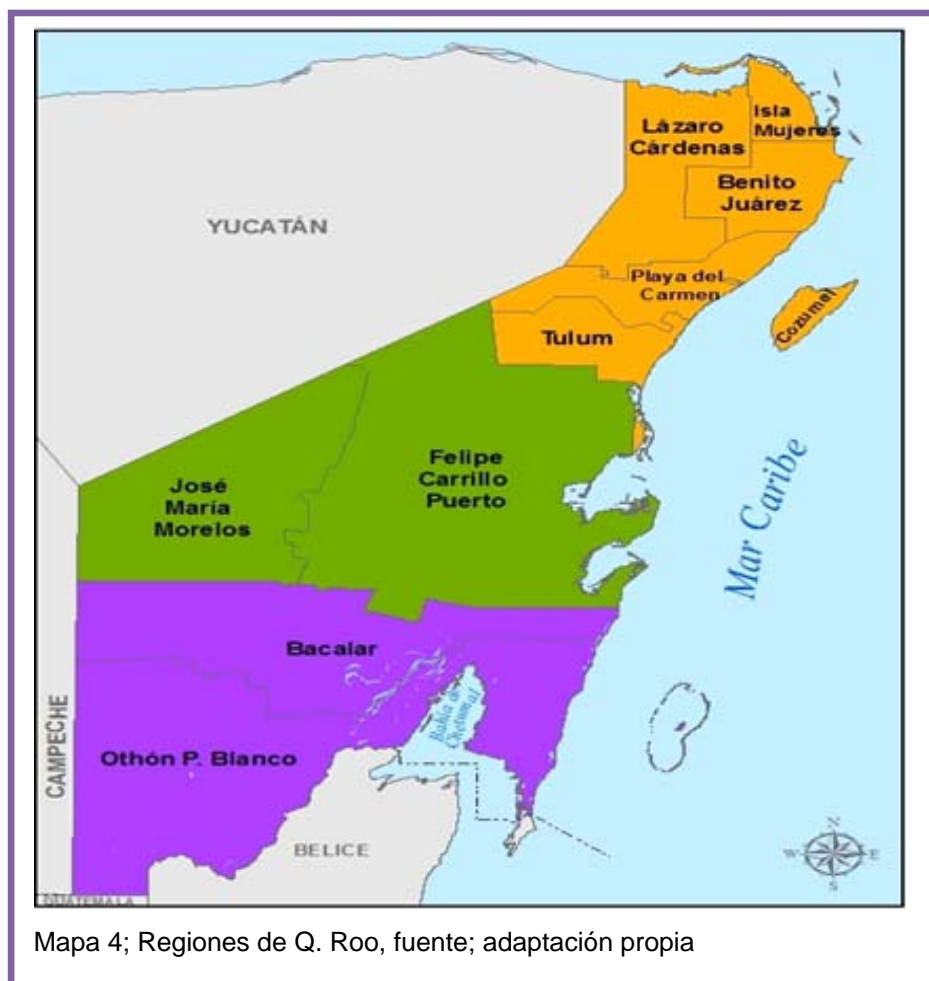 Lázaro
Cárdenas
Isla
Mujeres
Benito
Juárez
YUCATÁN
Playa del
Carmen
Cozumel
Tulum
Felipe
Carrillo
Puerto
José
María
Morelos
Mar Caribe
Bacalar
Bahía de
Chetumal
CAMPECHE
Othón P. Blanco
BELICE
N
W
E
S
GUATEMALA
Mapa 4; Regiones de Q. Roo, fuente; adaptación propia